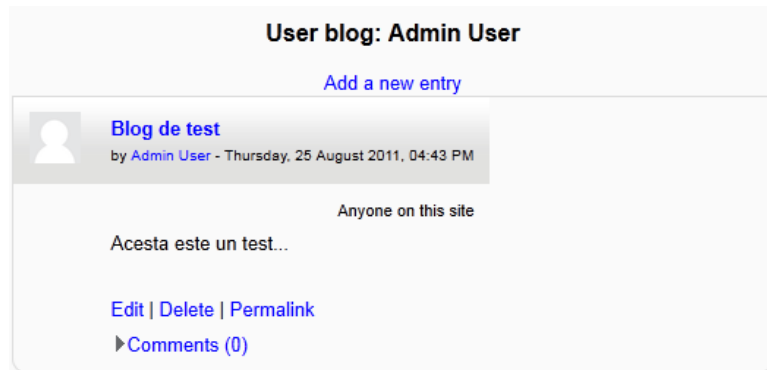 User blog: Admin User
Add a new entry
Blog de test
by Admin User - Thursday, 25 August 2011, 04:43 PM
Anyone on this site
Acesta este un test...
Edit | Delete | Permalink
Comments (0)